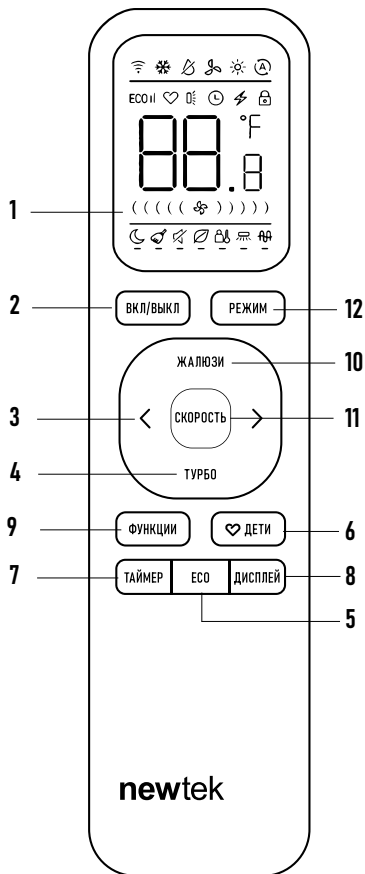 A
ECO
88.8 °F
1
2 ВКЛ/ВЫКЛ РЕЖИМ 12
ЖАЛЮЗИ 10
3 < СКОРОСТЬ > 11
4 ТУРБО
9 ФУНКЦИИ ДЕТИ 6
7 ТАЙМЕР ECO ДИСПЛЕЙ 8
5
newtek